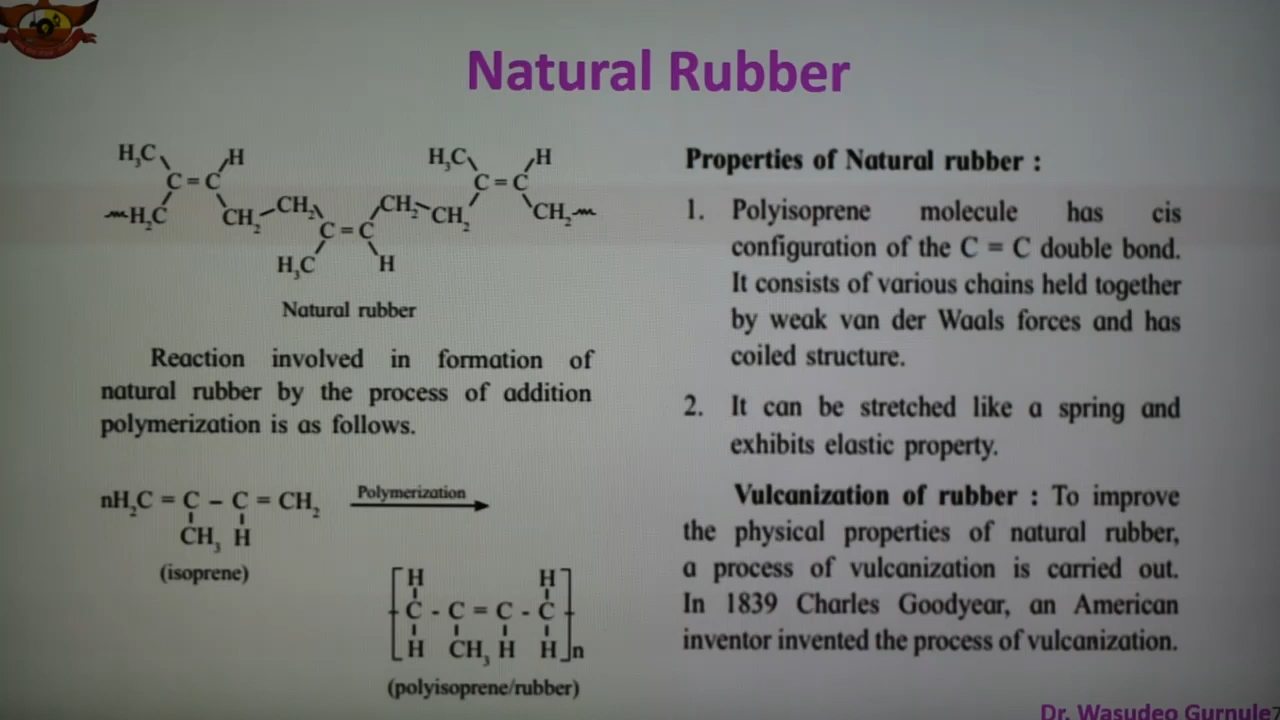 Natural Rubber
H₃C H H₃C H
C = C C = C
H₂C CH₂ CH₂ CH₂ CH₂ CH₂
C = C
H₃C H
Natural rubber
Reaction involved in formation of
natural rubber by the process of addition
polymerization is as follows.
nH₂C = C - C = CH₂ Polymerization
CH₃ H
(isoprene)
H H
C - C = C - C
H CH₃ H H n
(polyisoprene/rubber)
Properties of Natural rubber :
1. Polyisoprene molecule has cis
configuration of the C = C double bond.
It consists of various chains held together
by weak van der Waals forces and has
coiled structure.
2. It can be stretched like a spring and
exhibits elastic property.
Vulcanization of rubber : To improve
the physical properties of natural rubber,
a process of vulcanization is carried out.
In 1839 Charles Goodyear, an American
inventor invented the process of vulcanization.
Dr. Wasudeo Gurnule